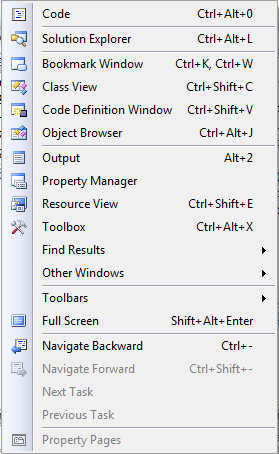 Code Ctrl+Alt+0
Solution Explorer Ctrl+Alt+L
Bookmark Window Ctrl+K, Ctrl+W
Class View Ctrl+Shift+C
Code Definition Window Ctrl+Shift+V
Object Browser Ctrl+Alt+J
Output Alt+2
Property Manager
Resource View Ctrl+Shift+E
Toolbox Ctrl+Alt+X
Find Results
Other Windows
Toolbars
Full Screen Shift+Alt+Enter
Navigate Backward Ctrl+-
Navigate Forward Ctrl+Shift+-
Next Task
Previous Task
Property Pages